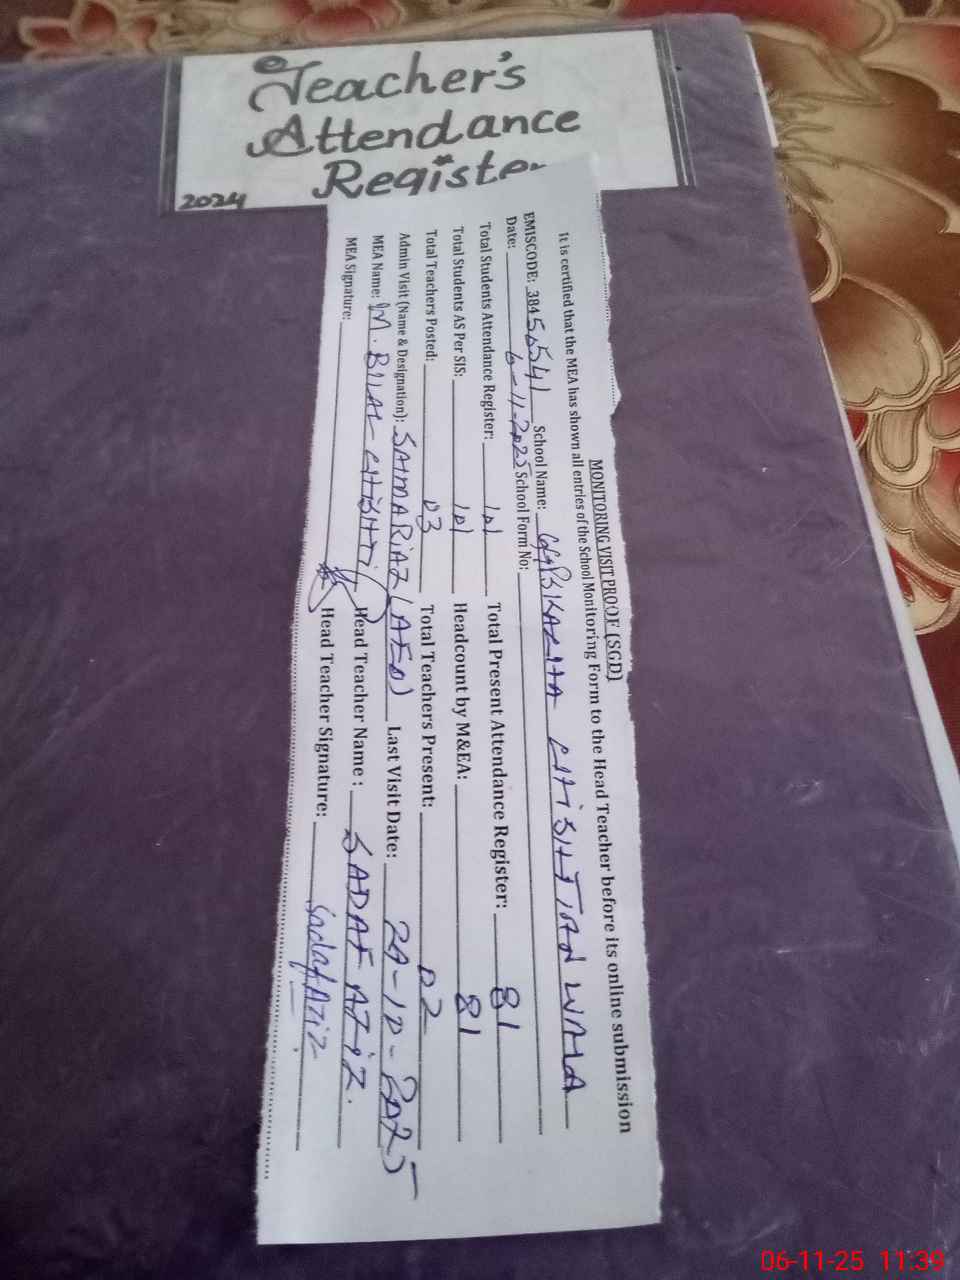 Teacher's
Attendance
Register
2024
MONITORING VISIT PROOF (SGD)
It is certified that the MEA has shown all entries of the School Monitoring Form to the Head Teacher before its online submission
EMISCODE: 384 School Name: CHISHTIAN WALA
Date: 6-11-2025 School Form No:
Total Students Attendance Register: 101 Total Present Attendance Register: 81
Total Students AS Per SIS: 101 Headcount by M&EA: 81
Total Teachers Posted: 03 Total Teachers Present: 02
Admin Visit (Name & Designation): SAIMA RIAZ (AEO) Last Visit Date: 29-10-2025
MEA Name: M. BILAL CHISHTI Head Teacher Name : SADAF AZIZ.
MEA Signature: Head Teacher Signature: Sadaf Aziz
06-11-25 11:39